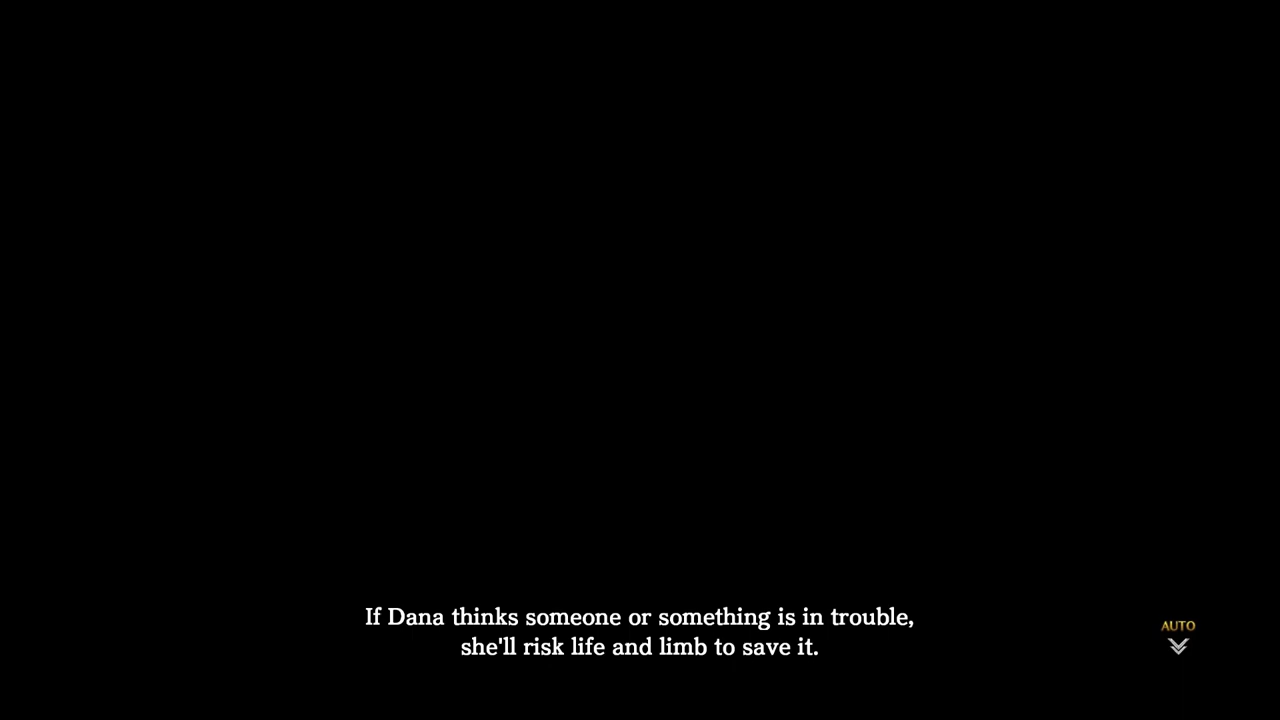 If Dana thinks someone or something is in trouble,
she'll risk life and limb to save it.
AUTO